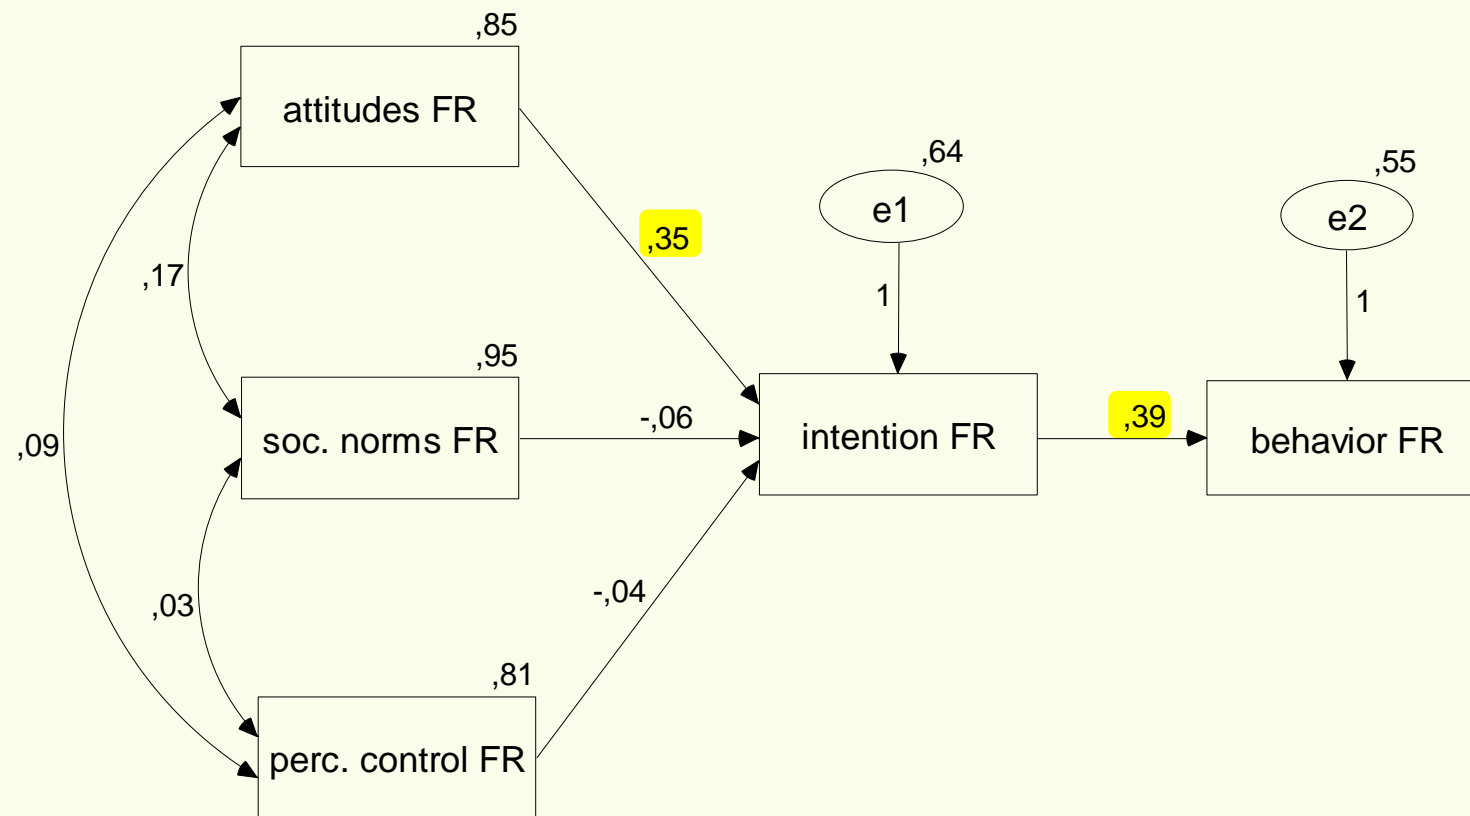 ,85
attitudes FR
,64
e1
,55
e2
,35
,17
1
1
,95
soc. norms FR
-,06
intention FR
,39
behavior FR
,09
-,04
,03
,81
perc. control FR